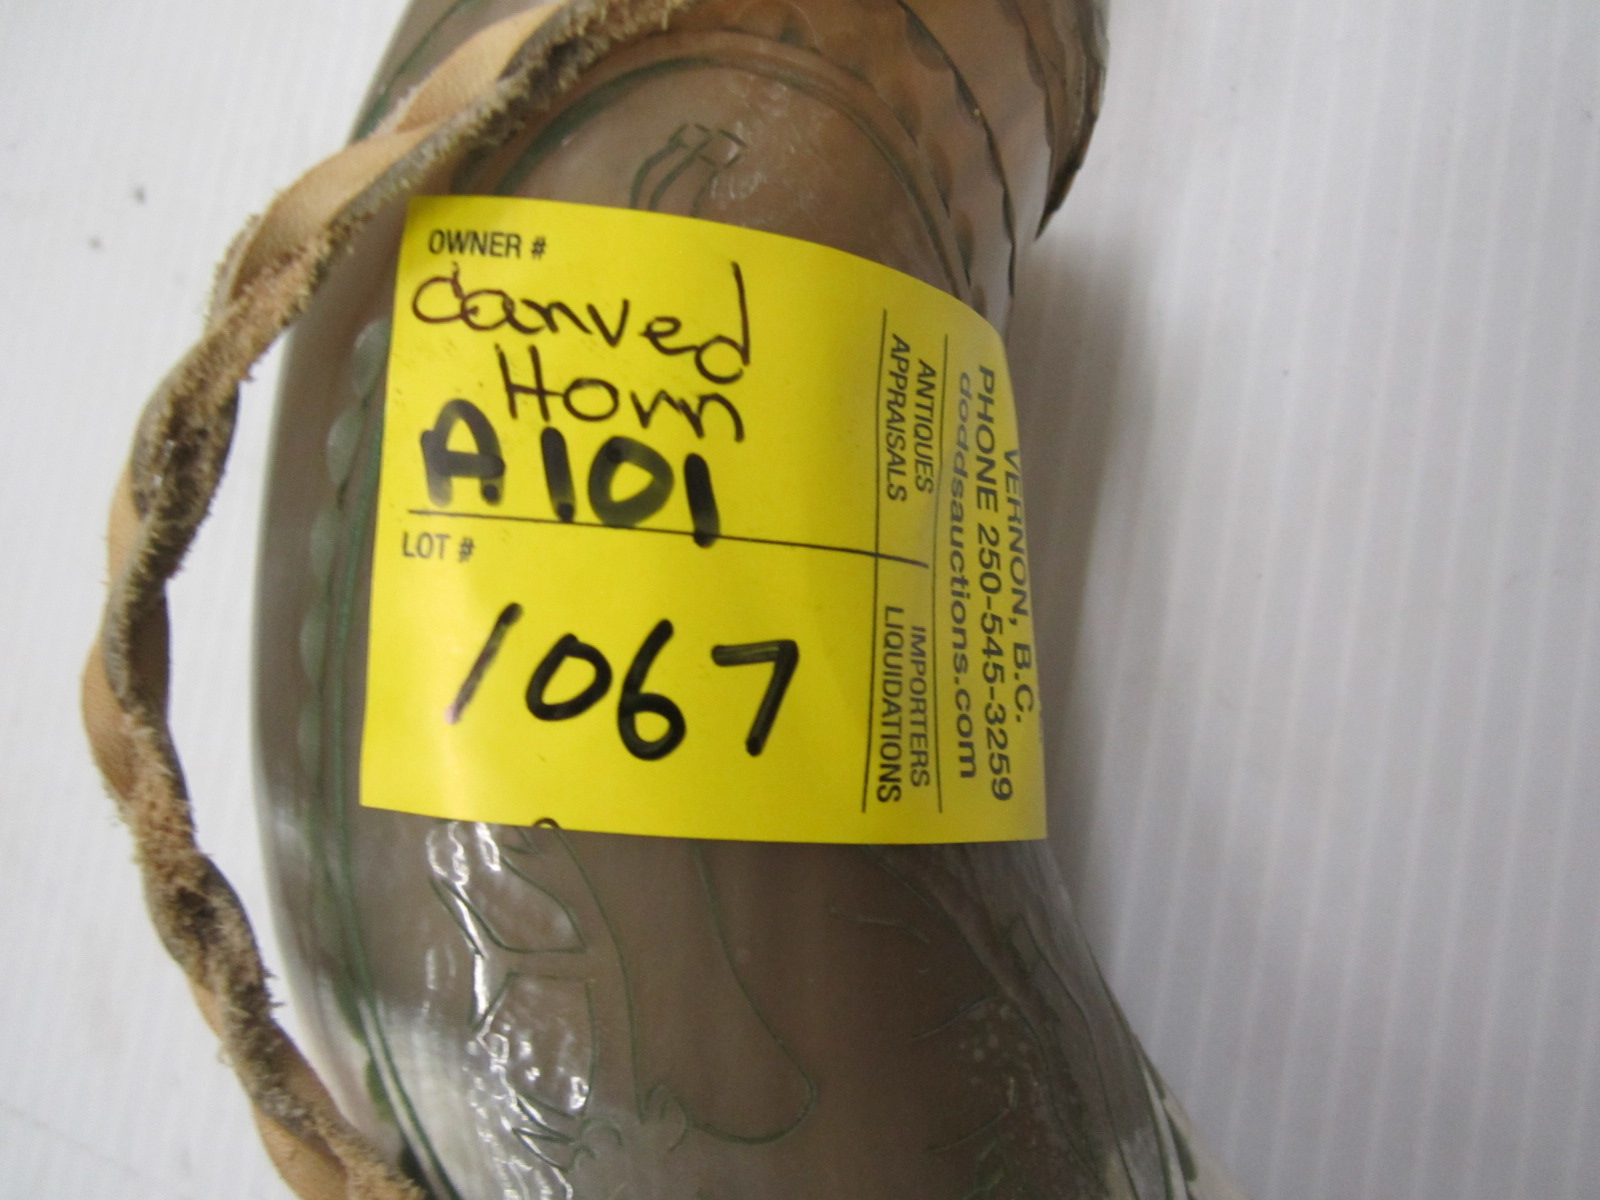 OWNER #
Carved
Horn
A101
LOT #
1067
VERNON, B.C.
PHONE 250-545-3259
doddsauctions.com
ANTIQUES
APPRAISALS
IMPORTERS
LIQUIDATIONS